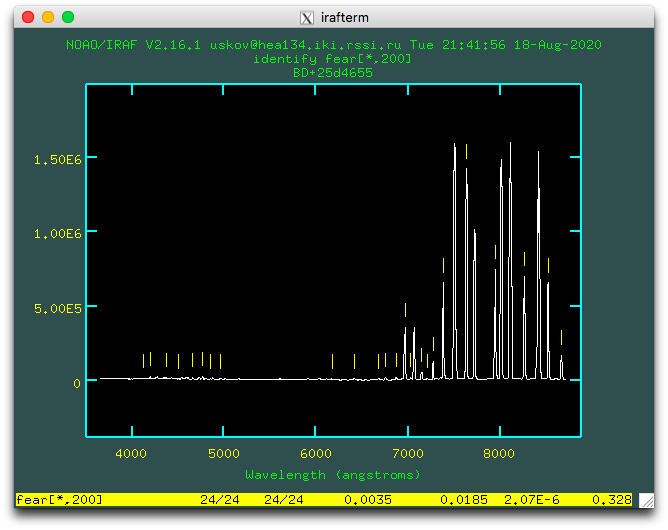 irafterm
NOAO/IRAF V2.16.1 uskov@hea134.iki.rssi.ru Tue 21:41:56 18-Aug-2020
identify fear[*,200]
BD+25d4655
1.50E6
1.00E6
5.00E5
0
4000 5000 6000 7000 8000
Wavelength (angstroms)
fear[*,200] 24/24 24/24 0.0035 0.0185 2.07E-6 0.328